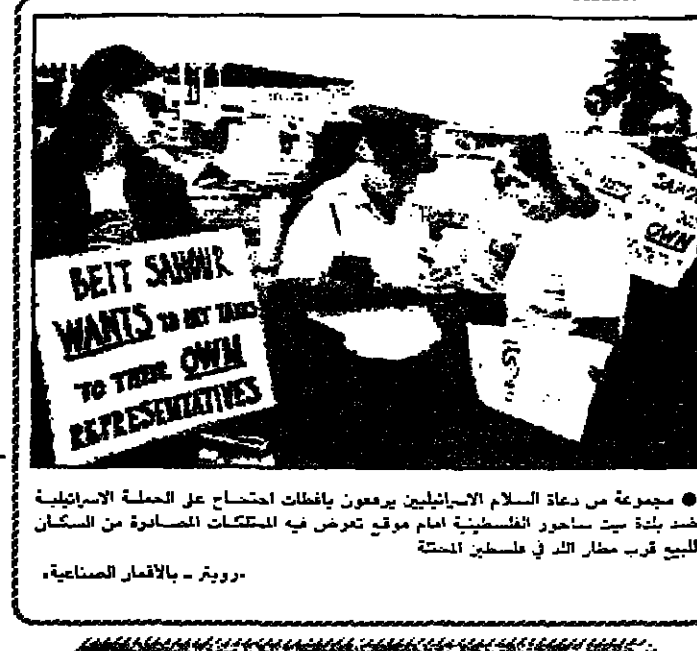 BEIT SAHOUR
WANTS TO PAY TAXES
TO THEIR OWN
REPRESENTATIVES
OWN
● مجموعة من دعاة السلام الاسرائيليين يرفعون يافطات احتجاج على الحملة الاسرائيلية
ضد بلدة بيت ساحور الفلسطينية امام موقع تعرض فيه الممتلكات المصادرة من السكان
للبيع قرب مطار اللد في فلسطين المحتلة
«رويتر - بالاقمار الصناعية»